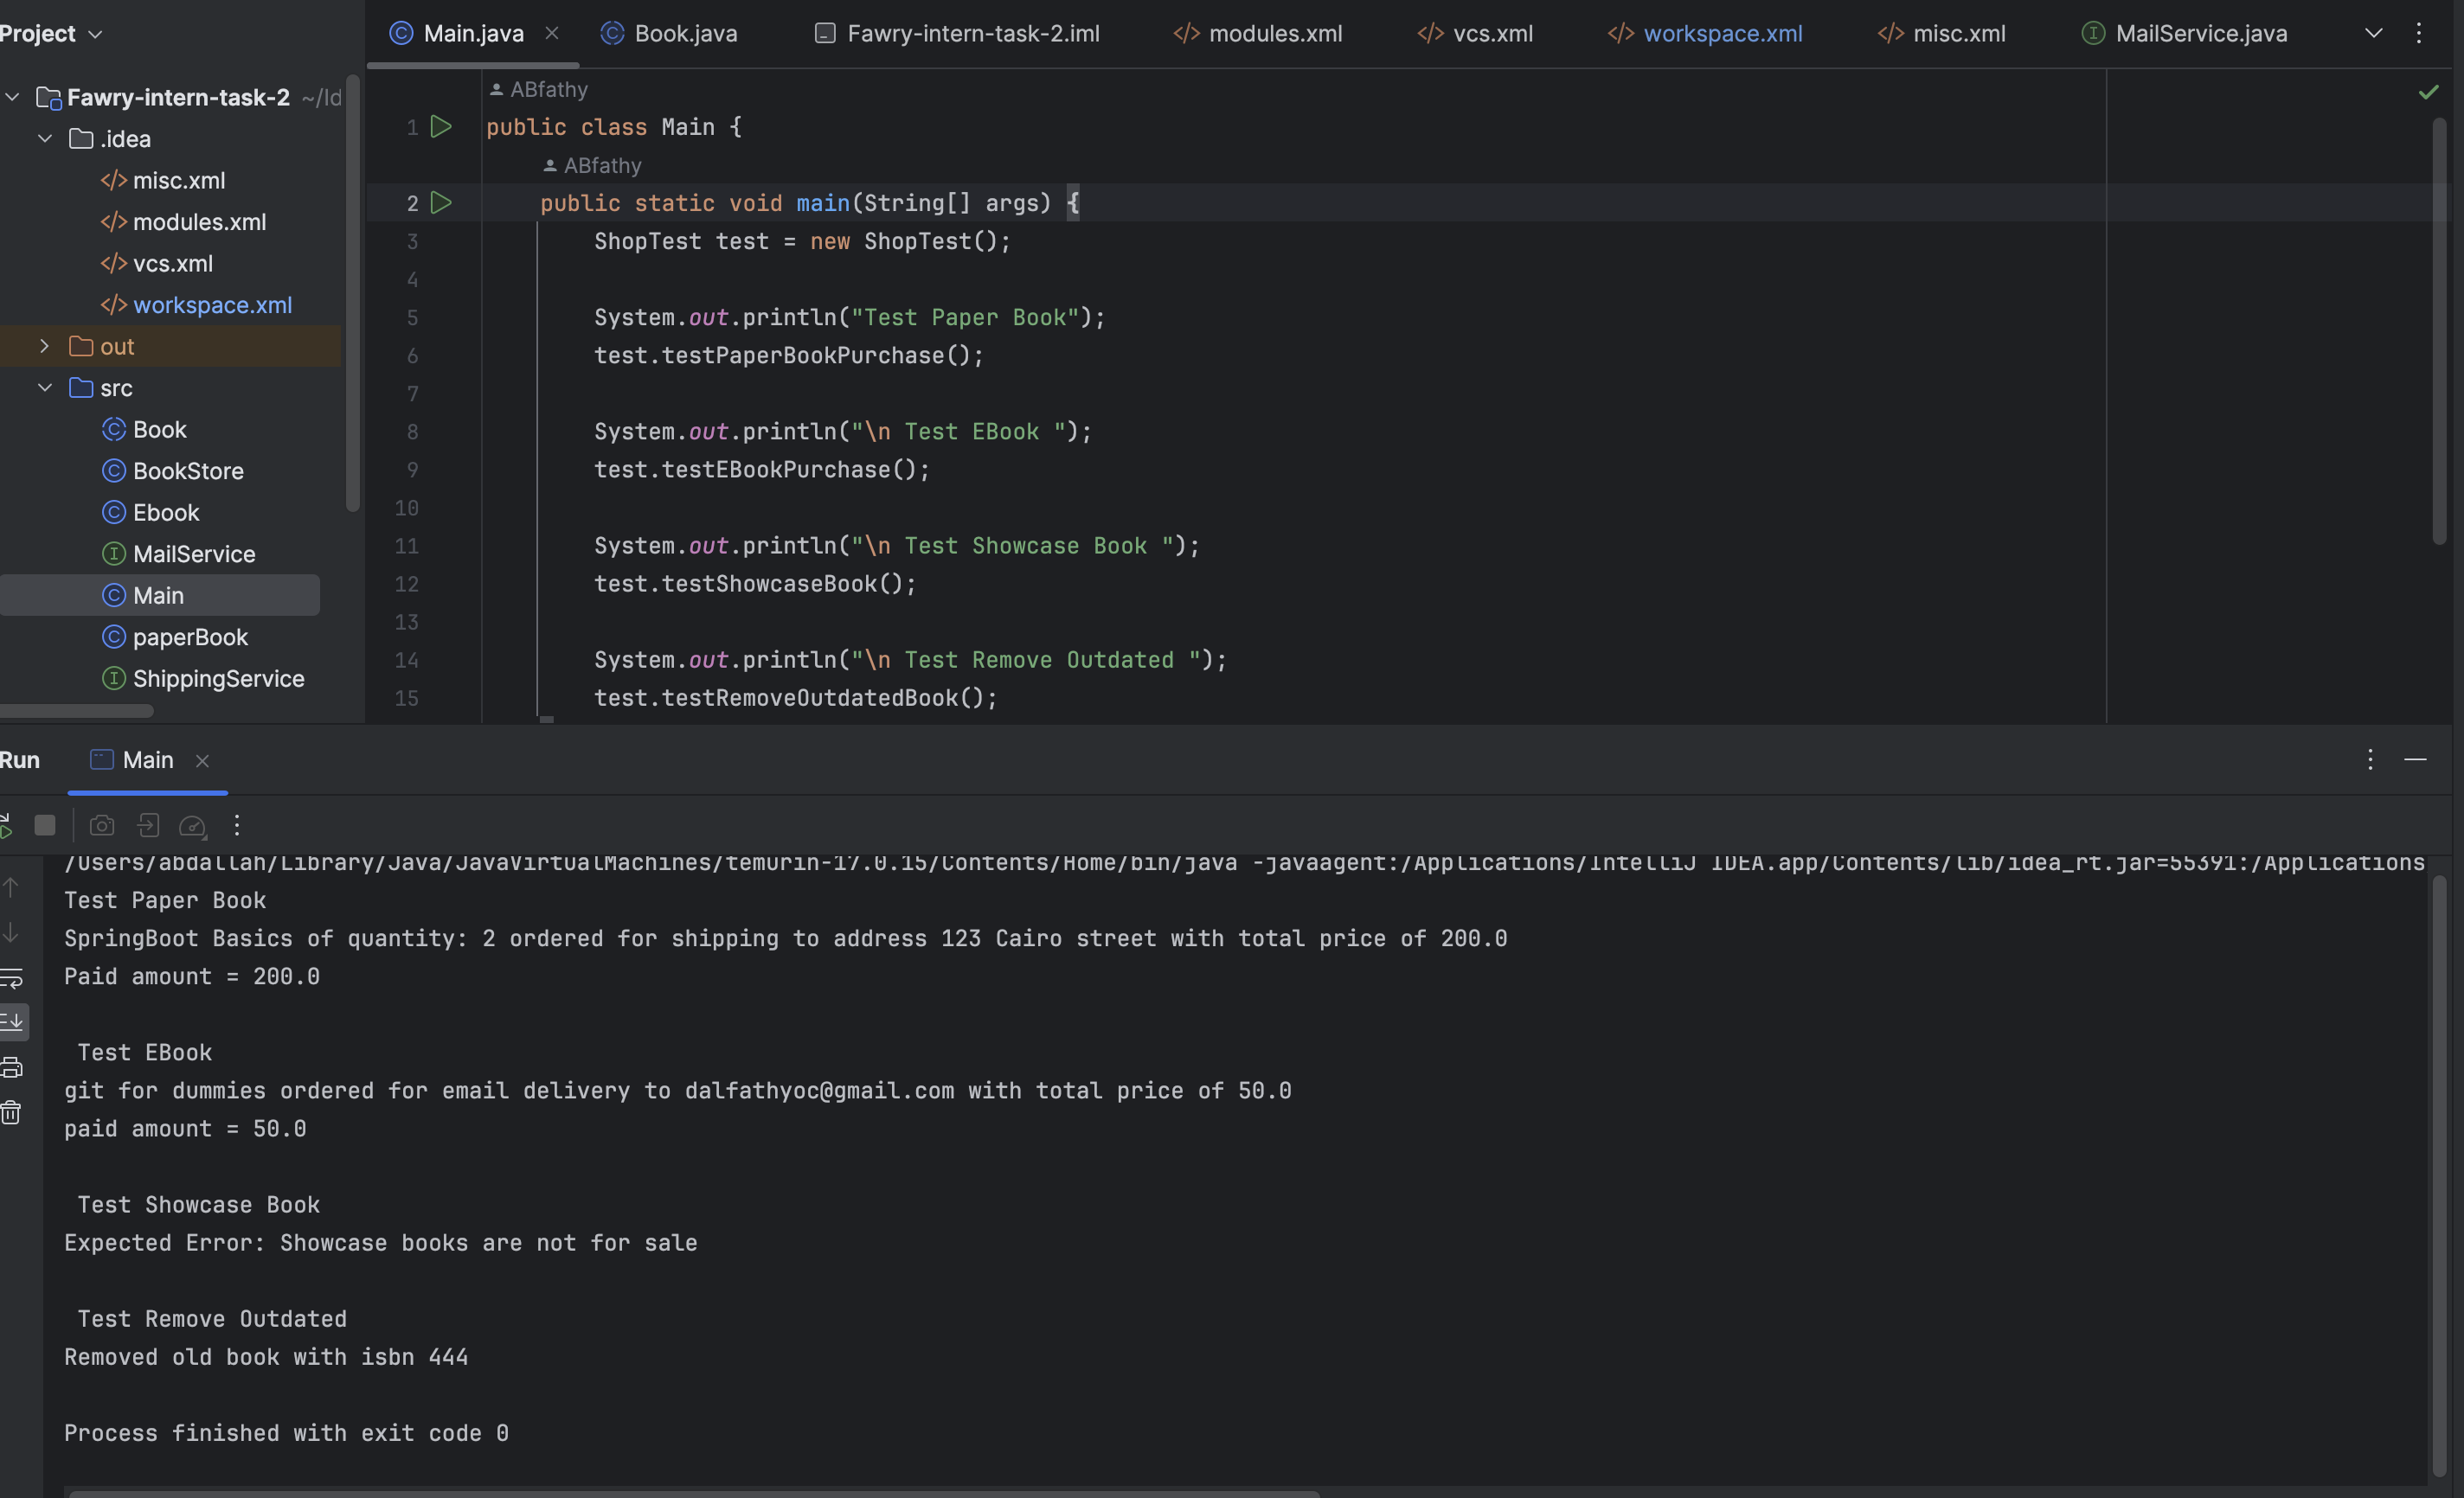 Project
Main.java
Book.java
Fawry-intern-task-2.iml
modules.xml
vcs.xml
workspace.xml
misc.xml
MailService.java
Fawry-intern-task-2 ~/Id
.idea
misc.xml
modules.xml
vcs.xml
workspace.xml
out
src
Book
BookStore
Ebook
MailService
Main
paperBook
ShippingService
ABfathy
1 public class Main {
ABfathy
2 public static void main(String[] args) {
3 ShopTest test = new ShopTest();
4
5 System.out.println("Test Paper Book");
6 test.testPaperBookPurchase();
7
8 System.out.println("\n Test EBook ");
9 test.testEBookPurchase();
10
11 System.out.println("\n Test Showcase Book ");
12 test.testShowcaseBook();
13
14 System.out.println("\n Test Remove Outdated ");
15 test.testRemoveOutdatedBook();
Run
Main
/Users/abdallah/Library/Java/JavaVirtualMachines/temurin-17.0.15/Contents/Home/bin/java -javaagent:/Applications/IntelliJ IDEA.app/Contents/lib/idea_rt.jar=55391:/Applications
Test Paper Book
SpringBoot Basics of quantity: 2 ordered for shipping to address 123 Cairo street with total price of 200.0
Paid amount = 200.0
Test EBook
git for dummies ordered for email delivery to dalfathyoc@gmail.com with total price of 50.0
paid amount = 50.0
Test Showcase Book
Expected Error: Showcase books are not for sale
Test Remove Outdated
Removed old book with isbn 444
Process finished with exit code 0